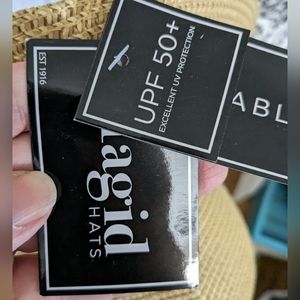 EST 1916
agid
HATS
UPF 50+
EXCELLENT UV PROTECTION
ABL